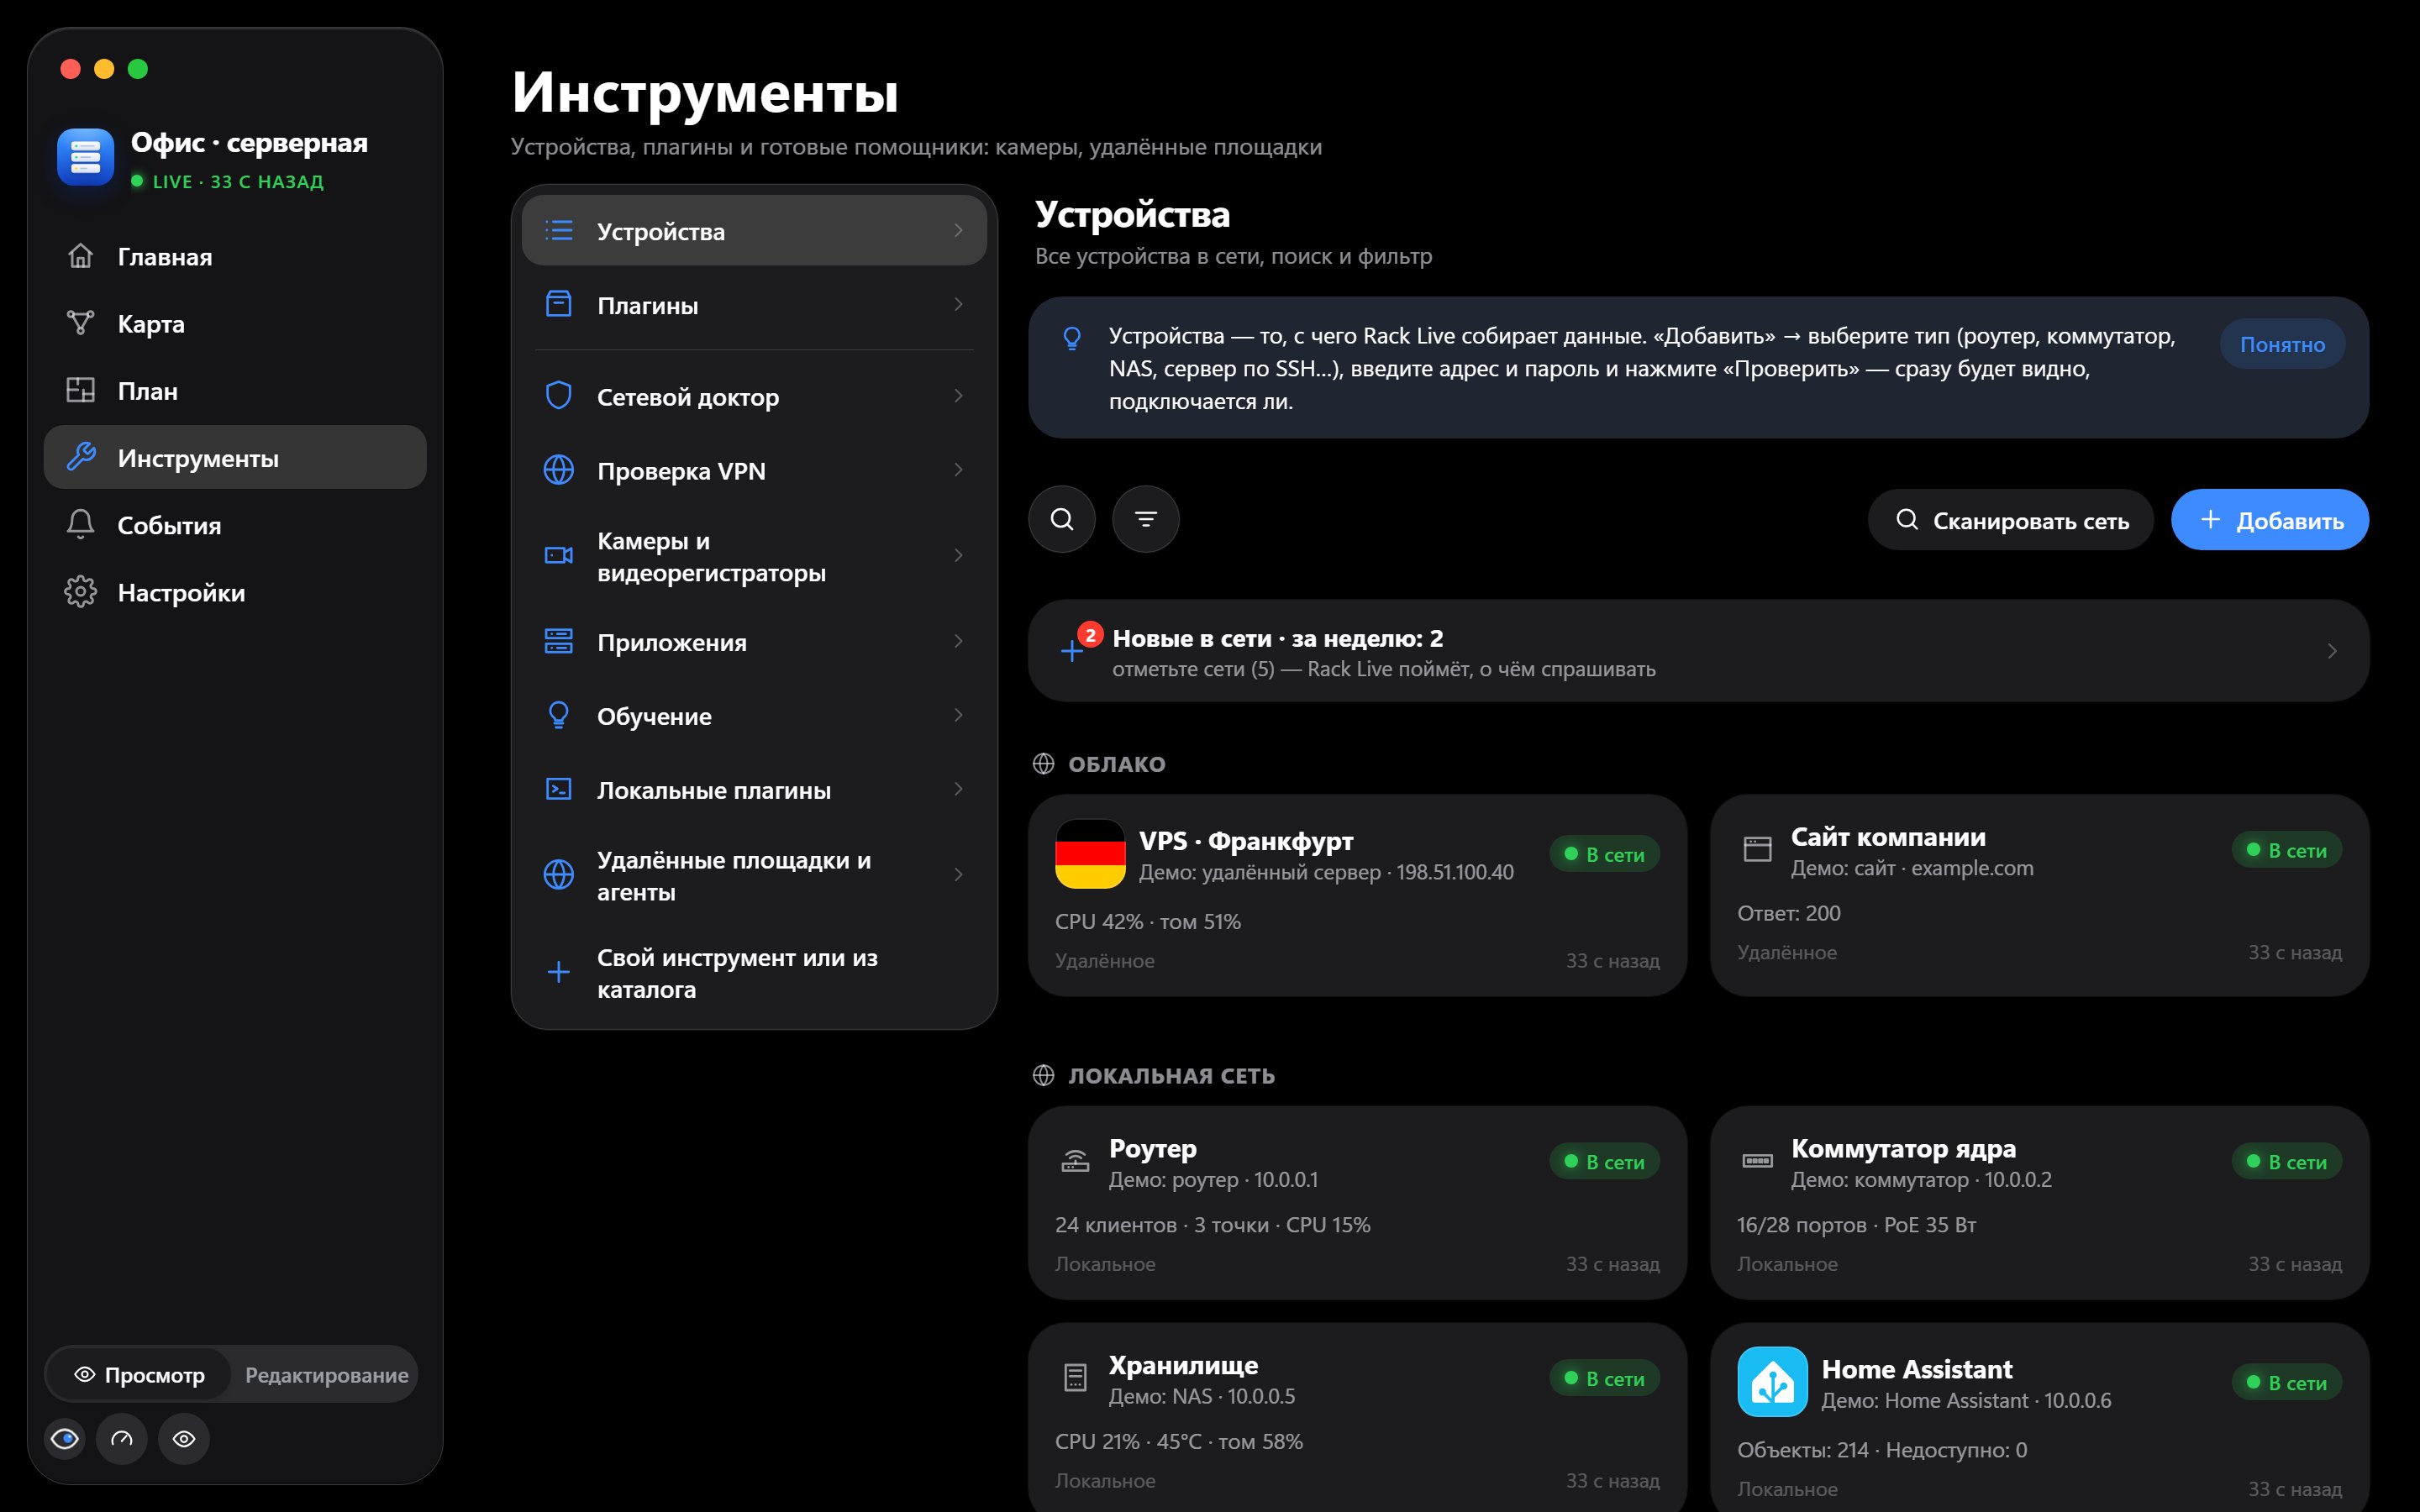 Офис · серверная
LIVE · 33 С НАЗАД
Главная
Карта
План
Инструменты
События
Настройки
Просмотр
Редактирование
Инструменты
Устройства, плагины и готовые помощники: камеры, удалённые площадки
Устройства
Плагины
Сетевой доктор
Проверка VPN
Камеры и
видеорегистраторы
Приложения
Обучение
Локальные плагины
Удалённые площадки и
агенты
Свой инструмент или из
каталога
Устройства
Все устройства в сети, поиск и фильтр
Устройства — то, с чего Rack Live собирает данные. «Добавить» → выберите тип (роутер, коммутатор,
NAS, сервер по SSH...), введите адрес и пароль и нажмите «Проверить» — сразу будет видно,
подключается ли.
Понятно
Сканировать сеть
Добавить
2
Новые в сети · за неделю: 2
отметьте сети (5) — Rack Live поймёт, о чём спрашивать
ОБЛАКО
VPS · Франкфурт
Демо: удалённый сервер · 198.51.100.40
В сети
CPU 42% · том 51%
Удалённое
33 с назад
Сайт компании
Демо: сайт · example.com
В сети
Ответ: 200
Удалённое
33 с назад
ЛОКАЛЬНАЯ СЕТЬ
Роутер
Демо: роутер · 10.0.0.1
В сети
24 клиентов · 3 точки · CPU 15%
Локальное
33 с назад
Коммутатор ядра
Демо: коммутатор · 10.0.0.2
В сети
16/28 портов · PoE 35 Вт
Локальное
33 с назад
Хранилище
Демо: NAS · 10.0.0.5
В сети
CPU 21% · 45°C · том 58%
Локальное
33 с назад
Home Assistant
Демо: Home Assistant · 10.0.0.6
В сети
Объекты: 214 · Недоступно: 0
Локальное
33 с назад